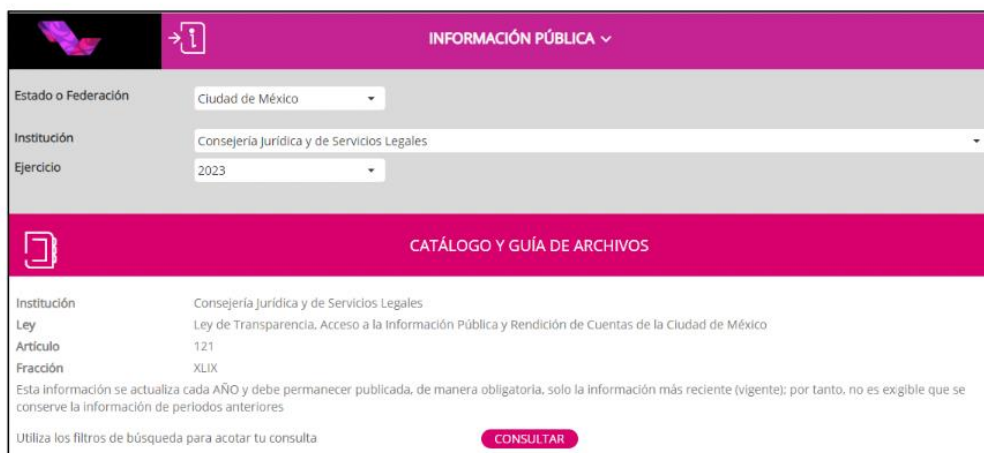 INFORMACIÓN PÚBLICA
Estado o Federación Ciudad de México
Institución Consejería Jurídica y de Servicios Legales
Ejercicio 2023
CATÁLOGO Y GUÍA DE ARCHIVOS
Institución Consejería Jurídica y de Servicios Legales
Ley Ley de Transparencia, Acceso a la Información Pública y Rendición de Cuentas de la Ciudad de México
Artículo 121
Fracción XLIX
Esta información se actualiza cada AÑO y debe permanecer publicada, de manera obligatoria, solo la información más reciente (vigente); por tanto, no es exigible que se
conserve la información de periodos anteriores
Utiliza los filtros de búsqueda para acotar tu consulta CONSULTAR